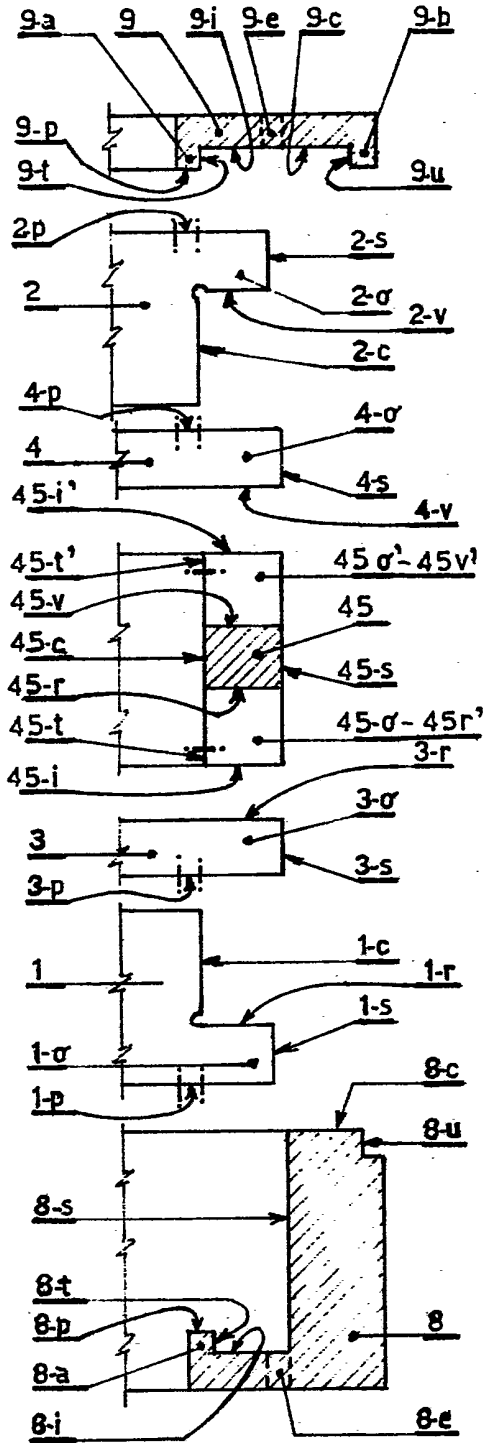 9-a 9 9-i 9-e 9-c 9-b
9-p
9-t 9-u
2-p 2-s
2 2-σ
2-v
2-c
4-p 4-σ
4 4-s
45-i' 4-v
45-t' 45σ'-45v'
45-v 45
45-c 45-s
45-r
45-t 45-σ-45r'
45-i 3-r
3 3-σ
3-p 3-s
1 1-c
1-r
1-s
1-σ
1-p 8-c
8-u
8-s
8-t
8-p 8
8-a
8-i 8-e